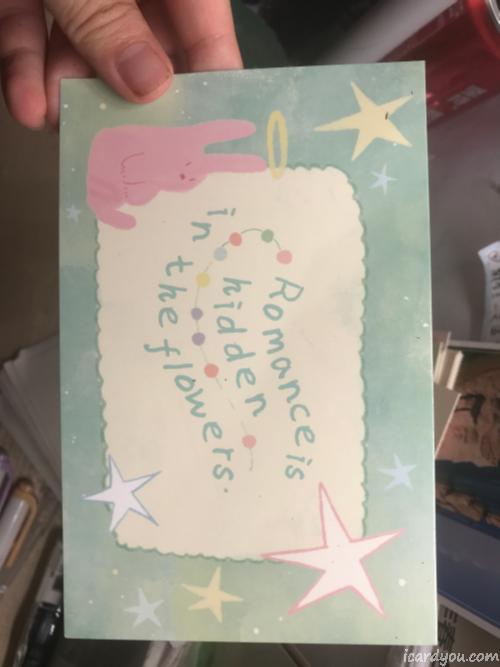 Romance is
hidden
in the flowers.
icardyou.com